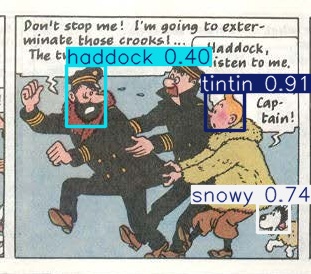 Don't stop me! I'm going to exter-
minate those crooks!...
The
haddock 0.40
Haddock,
listen to me.
tintin 0.91
Cap-
tain!
snowy 0.74